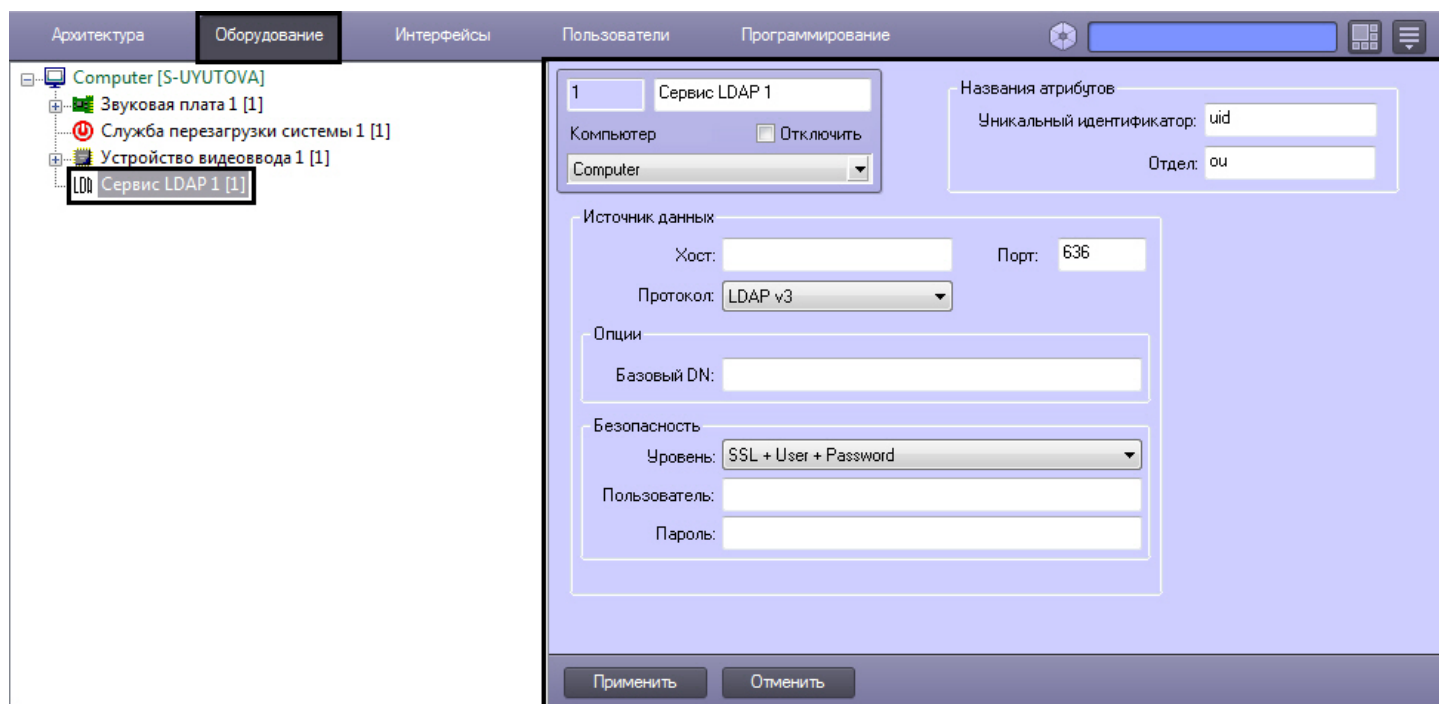 Архитектура Оборудование Интерфейсы Пользователи Программирование
Computer [S-UYUTOVA]
Звуковая плата 1 [1]
Служба перезагрузки системы 1 [1]
Устройство видеоввода 1 [1]
Сервис LDAP 1 [1]
1 Сервис LDAP 1
Компьютер Отключить
Computer
Названия атрибутов
Уникальный идентификатор: uid
Отдел: ou
Источник данных
Хост: Порт: 636
Протокол: LDAP v3
Опции
Базовый DN:
Безопасность
Уровень: SSL + User + Password
Пользователь:
Пароль:
Применить Отменить